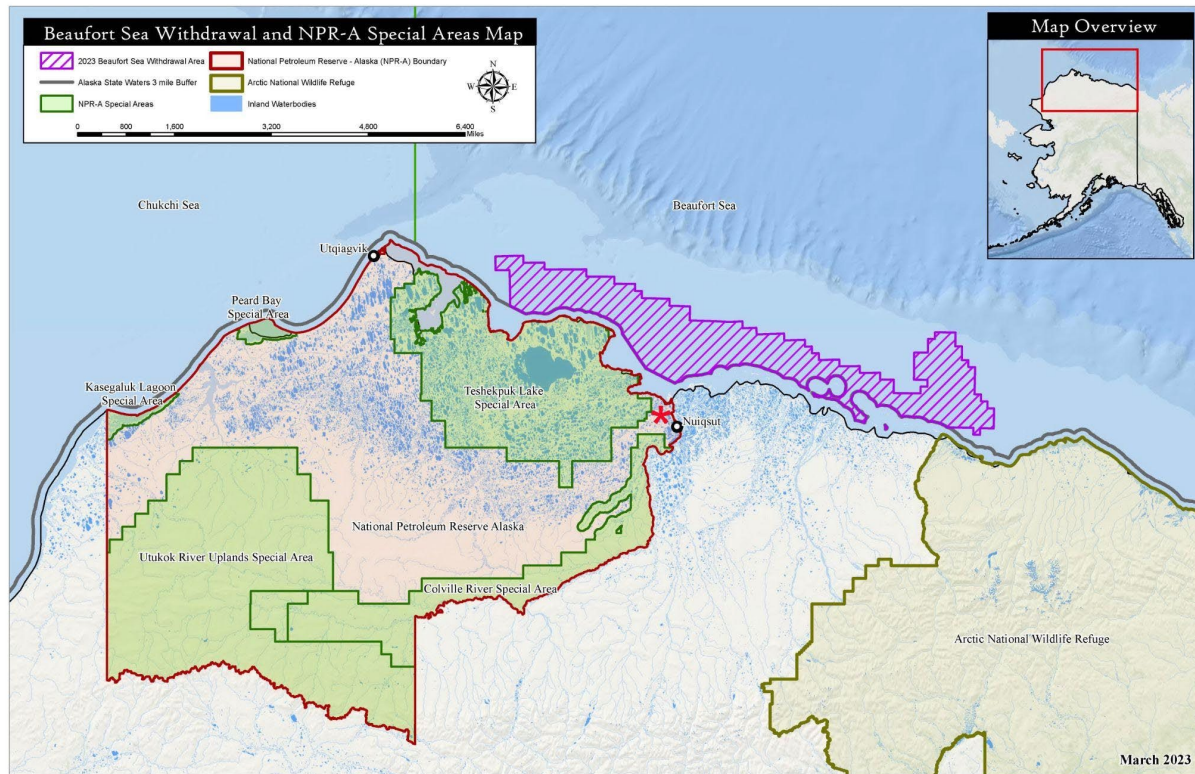 Beaufort Sea Withdrawal and NPR-A Special Areas Map
2023 Beaufort Sea Withdrawal Area
National Petroleum Reserve - Alaska (NPR-A) Boundary
Alaska State Waters 3 mile Buffer
Arctic National Wildlife Refuge
NPR-A Special Areas
Inland Waterbodies
N
W E
S
0 800 1,600 3,200 4,800 6,400
Miles
Map Overview
Chukchi Sea
Beaufort Sea
Utqiagvik
Peard Bay
Special Area
Kasegaluk Lagoon
Special Area
Teshekpuk Lake
Special Area
*
Nuiqsut
National Petroleum Reserve Alaska
Utukok River Uplands Special Area
Colville River Special Area
Arctic National Wildlife Refuge
March 2023